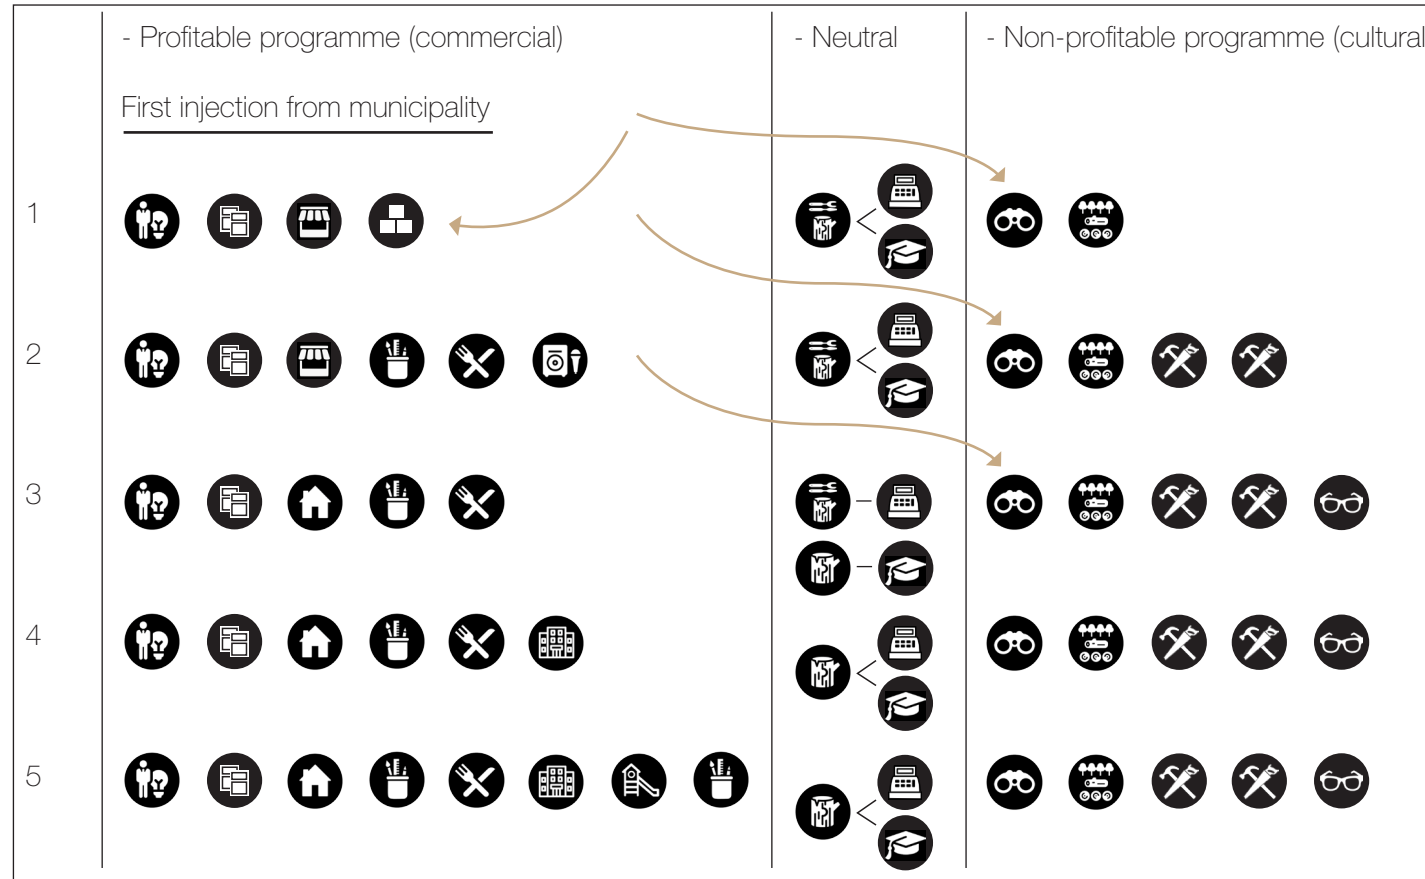 - Profitable programme (commercial)
- Neutral
- Non-profitable programme (cultural
First injection from municipality
1
2
3
4
5